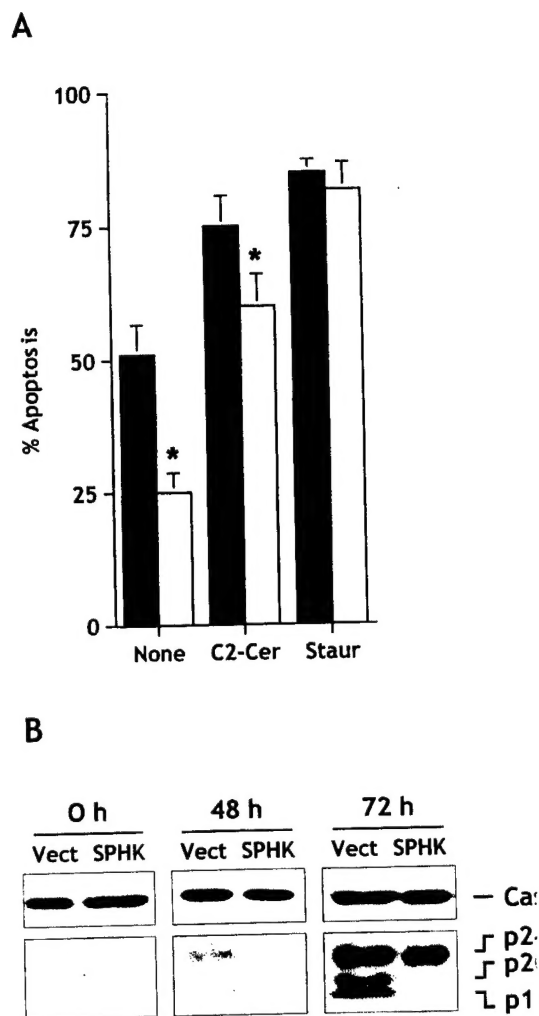 A
100
75
50
25
0
% Apoptosis
*
*
None C2-Cer Staur
B
0 h 48 h 72 h
Vect SPHK Vect SPHK Vect SPHK